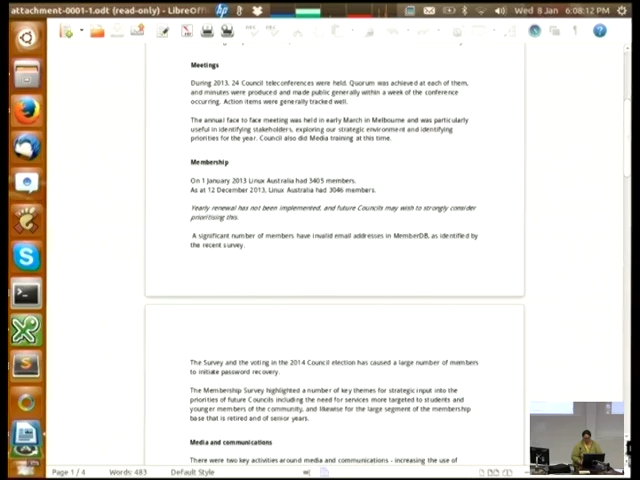 attachment-0001-1.odt (read-only) - LibreOffi
Wed 8 Jan 6:08:12 PM
Meetings
During 2013, 24 Council teleconferences were held. Quorum was achieved at each of them,
and minutes were produced and made public generally within a week of the conference
occurring. Action items were generally tracked well.
The annual face to face meeting was held in early March in Melbourne and was particularly
useful in identifying stakeholders, exploring our strategic environment and identifying
priorities for the year. Council also did Media training at this time.
Membership
On 1 January 2013 Linux Australia had 3405 members.
As at 12 December 2013, Linux Australia had 3046 members.
Yearly renewal has not been implemented, and future Councils may wish to strongly consider
prioritising this.
A significant number of members have invalid email addresses in MemberDB, as identified by
the recent survey.
The Survey and the voting in the 2014 Council election has caused a large number of members
to initiate password recovery.
The Membership Survey highlighted a number of key themes for strategic input into the
priorities of future Councils including the need for services more targeted to students and
younger members of the community, and likewise for the large segment of the membership
base that is retired and of senior years.
Media and communications
There were two key activities around media and communications - increasing the use of
Page 1 / 4
Words: 483
Default Style